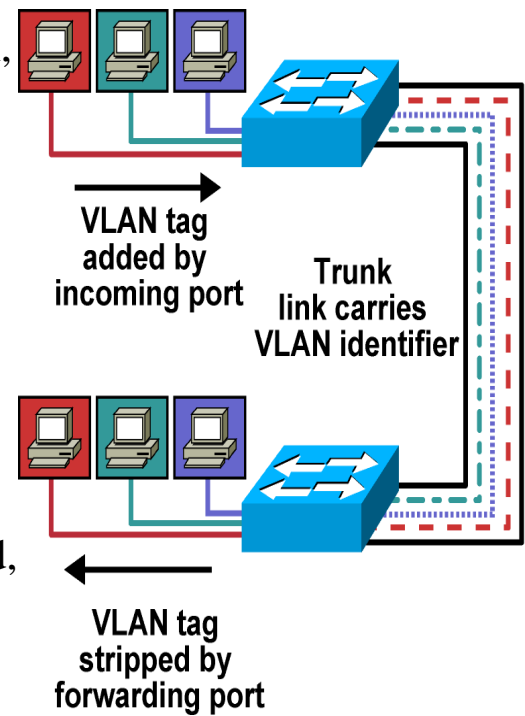 VLAN tag
added by
incoming port
Trunk
link carries
VLAN identifier
VLAN tag
stripped by
forwarding port